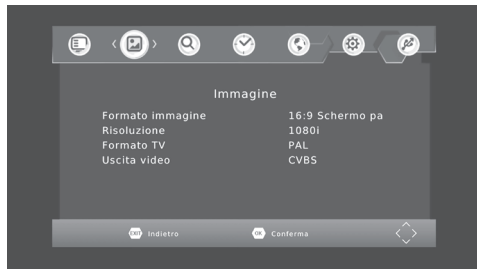 Immagine
Formato immagine 16:9 Schermo pa
Risoluzione 1080i
Formato TV PAL
Uscita video CVBS
EXIT Indietro OK Conferma